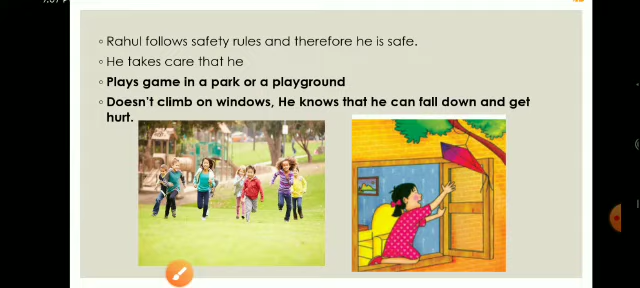 Rahul follows safety rules and therefore he is safe.
He takes care that he
Plays game in a park or a playground
Doesn't climb on windows, He knows that he can fall down and get
hurt.